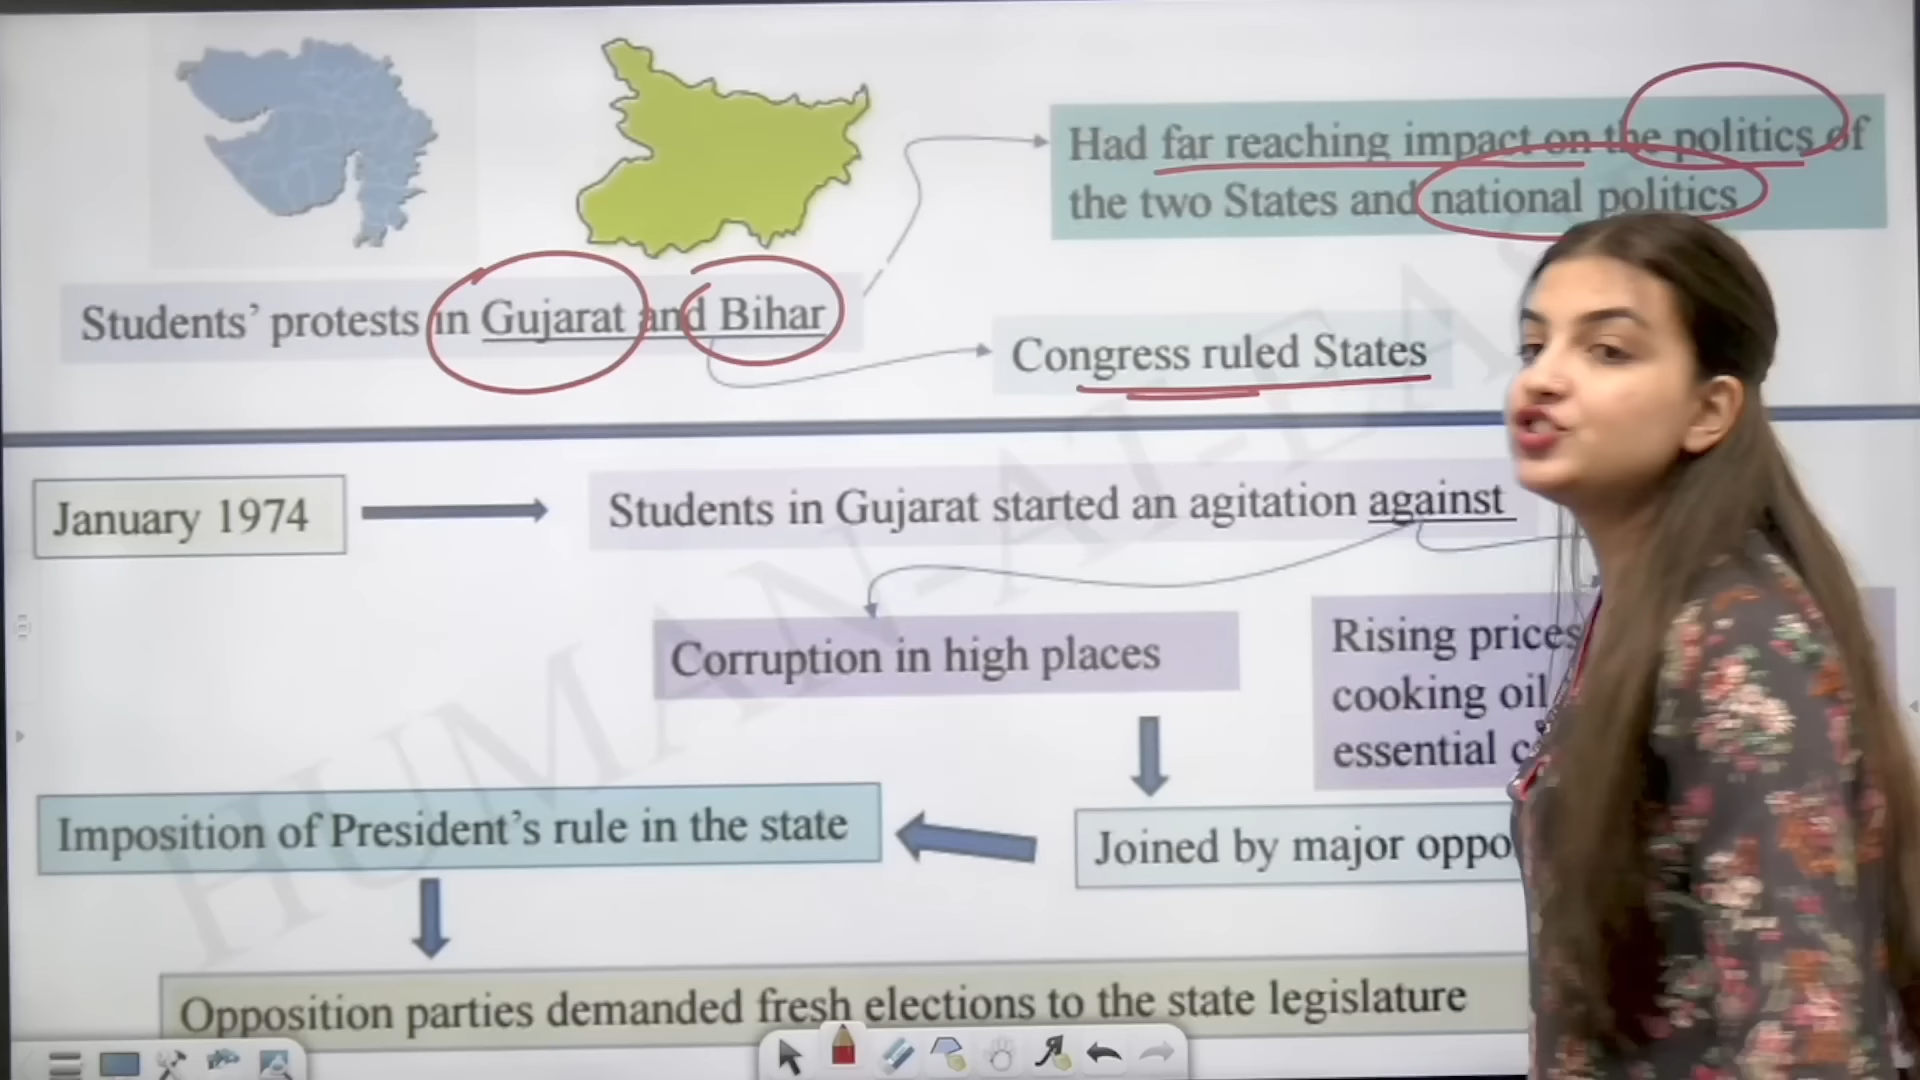 Had far reaching impact on the politics of
the two States and national politics
Students' protests in Gujarat and Bihar
Congress ruled States
January 1974
Students in Gujarat started an agitation against
Corruption in high places
Rising prices
cooking oil
essential
Joined by major
Imposition of President's rule in the state
Opposition parties demanded fresh elections to the state legislature